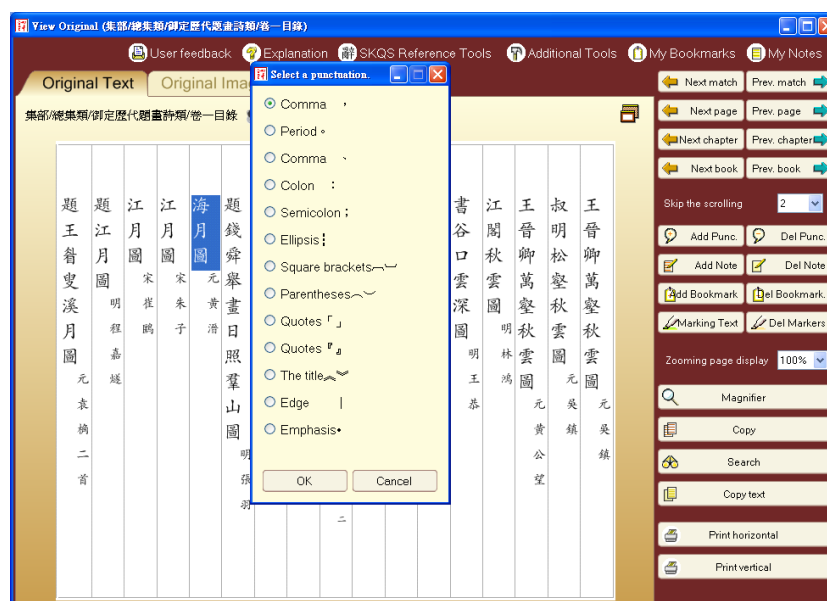 View Original (集部/總集類/御定歷代題畫詩類/卷一目錄)
User feedback
Explanation
SKQS Reference Tools
Additional Tools
My Bookmarks
My Notes
Original Text
Original Ima
集部/總集類/御定歷代題畫詩類/卷一目錄
王晉卿萬壑秋雲圖 元吳鎮
叔明松壑秋雲圖 元吳鎮
王晉卿萬壑秋雲圖 元黃公望
江閣秋雲圖 明林鴻
書谷口雲深圖 明王恭
二
題錢舜舉畫日照羣山圖 明張羽
海月圖 元黃溍
江月圖 宋朱子
江月圖 宋崔鶠
題江月圖 明程嘉燧
題王眘叟溪月圖 元袁桷二首
Select a punctuation.
Comma ，
Period 。
Comma 、
Colon ：
Semicolon ；
Ellipsis ┇
Square brackets ︹︺
Parentheses ︵︶
Quotes 「」
Quotes 『』
The title ︽︾
Edge |
Emphasis •
OK
Cancel
Next match
Prev. match
Next page
Prev. page
Next chapter
Prev. chapter
Next book
Prev. book
Skip the scrolling
2
Add Punc.
Del Punc.
Add Note
Del Note
Add Bookmark
Del Bookmark.
Marking Text
Del Markers
Zooming page display
100%
Magnifier
Copy
Search
Copy text
Print horizontal
Print vertical